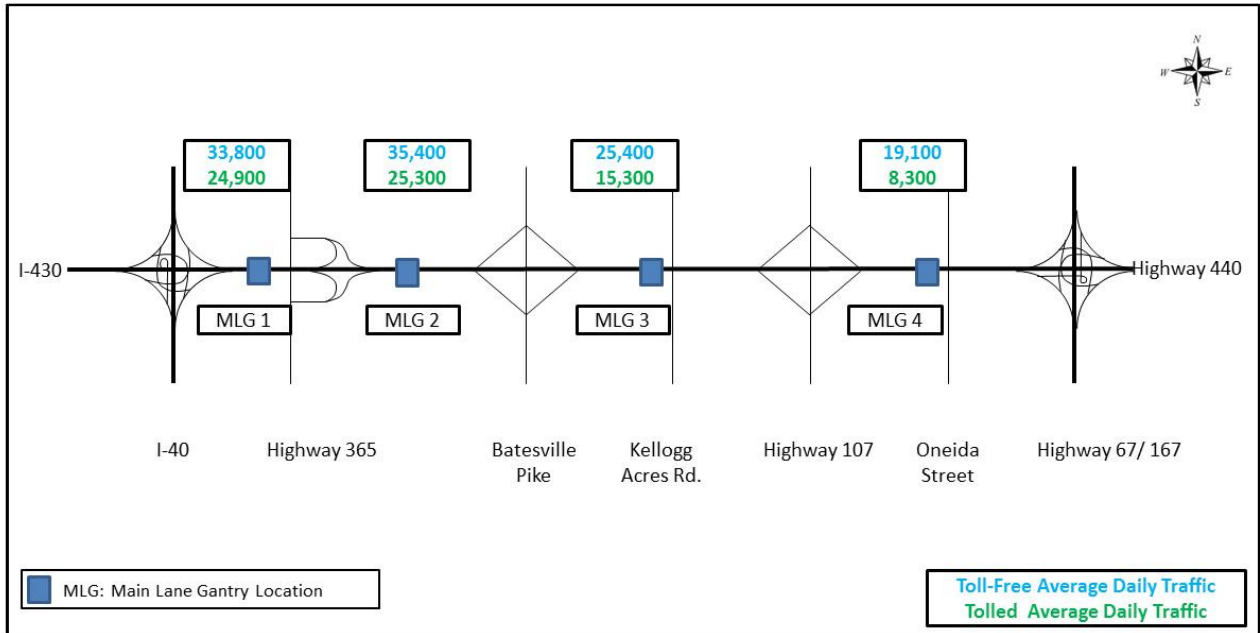 N
W E
S
33,800
24,900
35,400
25,300
25,400
15,300
19,100
8,300
I-430
Highway 440
MLG 1
MLG 2
MLG 3
MLG 4
I-40
Highway 365
Batesville
Pike
Kellogg
Acres Rd.
Highway 107
Oneida
Street
Highway 67/ 167
MLG: Main Lane Gantry Location
Toll-Free Average Daily Traffic
Tolled Average Daily Traffic